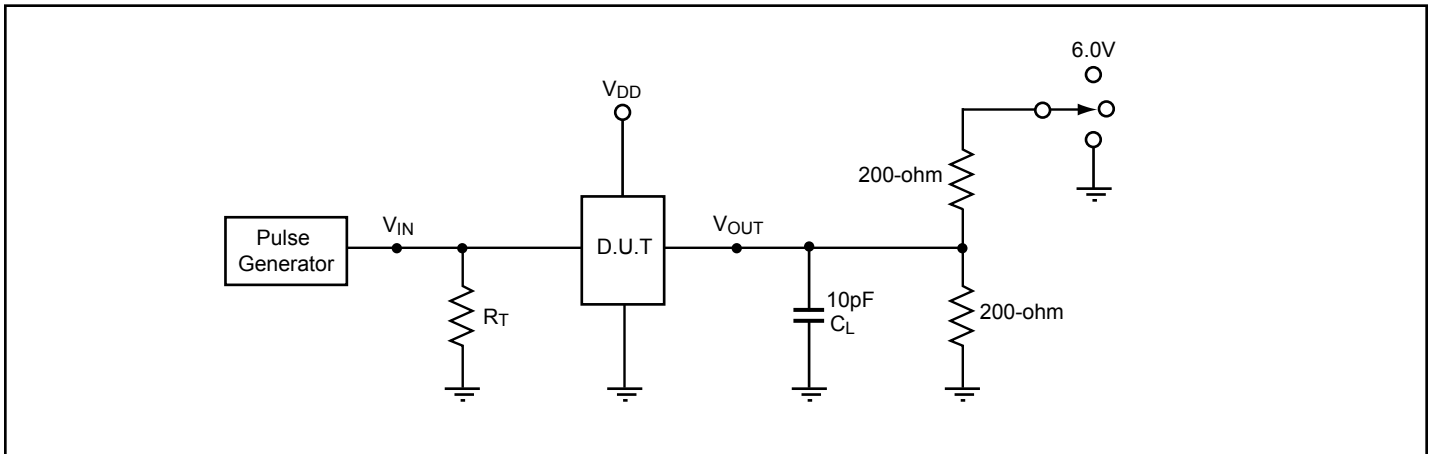 6.0V
VDD
200-ohm
VIN
VOUT
Pulse
Generator
D.U.T
10pF
CL
RT
200-ohm